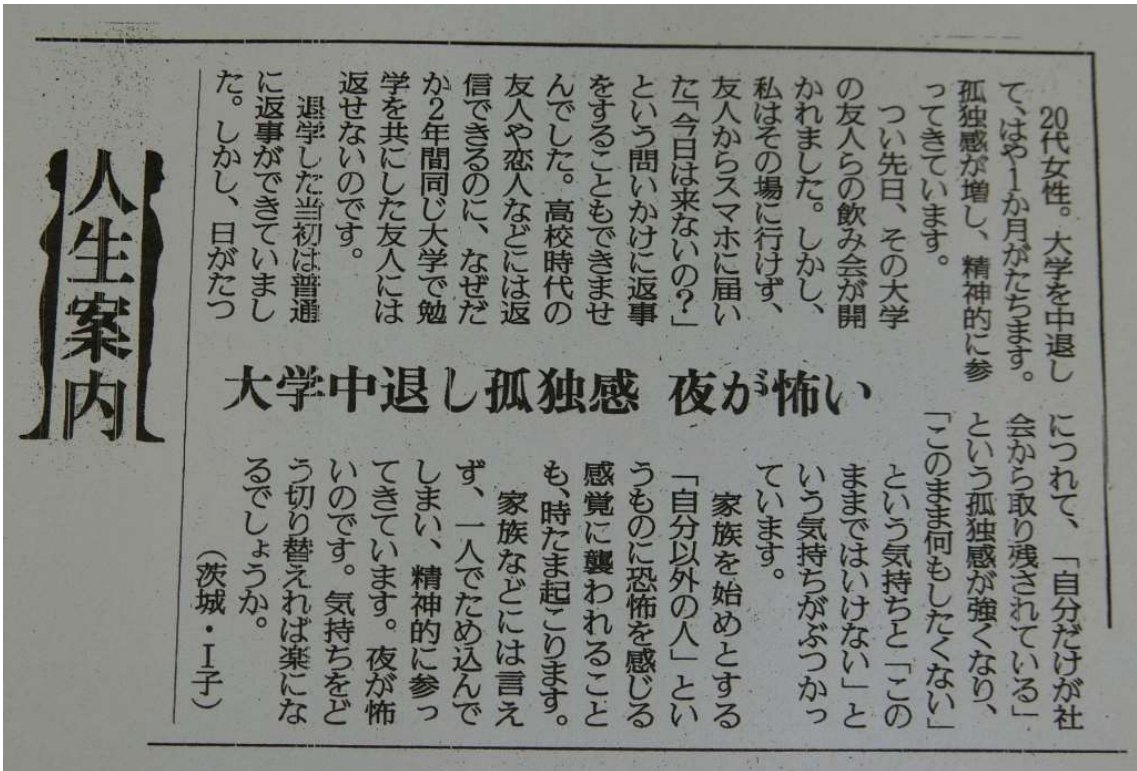 人生案内
大学中退し孤独感 夜が怖い
20代女性。大学を中退し
て、はや1か月がたちます。
孤独感が増し、精神的に参
ってきています。
つい先日、その大学
の友人らの飲み会が開
かれました。しかし、
私はその場に行けず、
友人からスマホに届い
た「今日は来ないの?」
という問いかけに返事
をすることもできませ
んでした。高校時代の
友人や恋人などには返
信できるのに、なぜだ
か2年間同じ大学で勉
学を共にした友人には
返せないのです。
退学した当初は普通
に返事ができていまし
た。しかし、日がたつ
につれて、「自分だけが社
会から取り残されている」
という孤独感が強くなり、
「このまま何もしたくない」
という気持ちと「この
ままではいけない」と
いう気持ちがぶつかっ
ています。
家族を始めとする
「自分以外の人」とい
うものに恐怖を感じる
感覚に襲われること
も、時たま起こります。
家族などには言え
ず、一人でため込んで
しまい、精神的に参っ
てきています。夜が怖
いのです。気持ちをど
う切り替えれば楽にな
るでしょうか。
(茨城・I子)